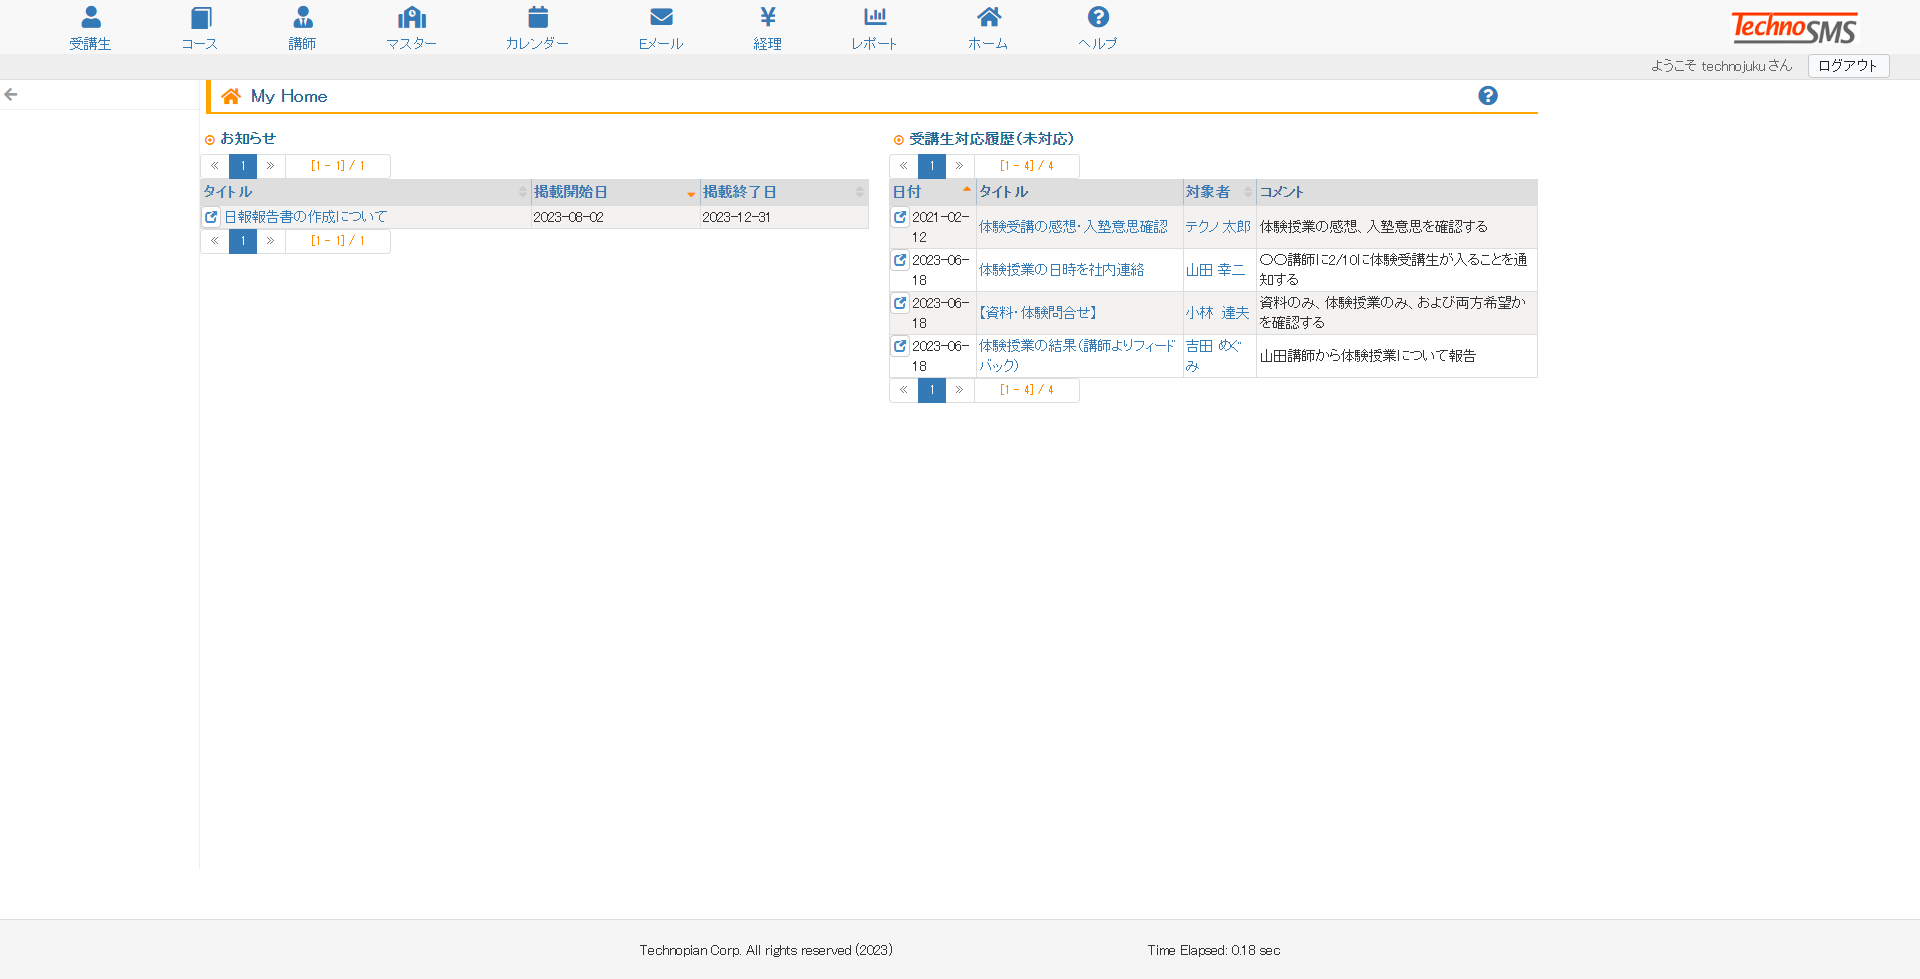 受講生 コース 講師 マスター カレンダー Eメール 経理 レポート ホーム ヘルプ
TechnoSMS
ようこそ technojuku さん ログアウト
My Home
お知らせ
« 1 » [1 - 1] / 1
タイトル 掲載開始日 掲載終了日
日報報告書の作成について 2023-08-02 2023-12-31
« 1 » [1 - 1] / 1
受講生対応履歴(未対応)
« 1 » [1 - 4] / 4
日付 タイトル 対象者 コメント
2021-02-12 体験受講の感想・入塾意思確認 テクノ 太郎 体験授業の感想、入塾意思を確認する
2023-06-18 体験授業の日時を社内連絡 山田 幸二 〇〇講師に2/10に体験受講生が入ることを通知する
2023-06-18 【資料・体験問合せ】 小林 達夫 資料のみ、体験授業のみ、および両方希望かを確認する
2023-06-18 体験授業の結果(講師よりフィードバック) 吉田 めぐみ 山田講師から体験授業について報告
« 1 » [1 - 4] / 4
Technopian Corp. All rights reserved (2023) Time Elapsed: 0.18 sec